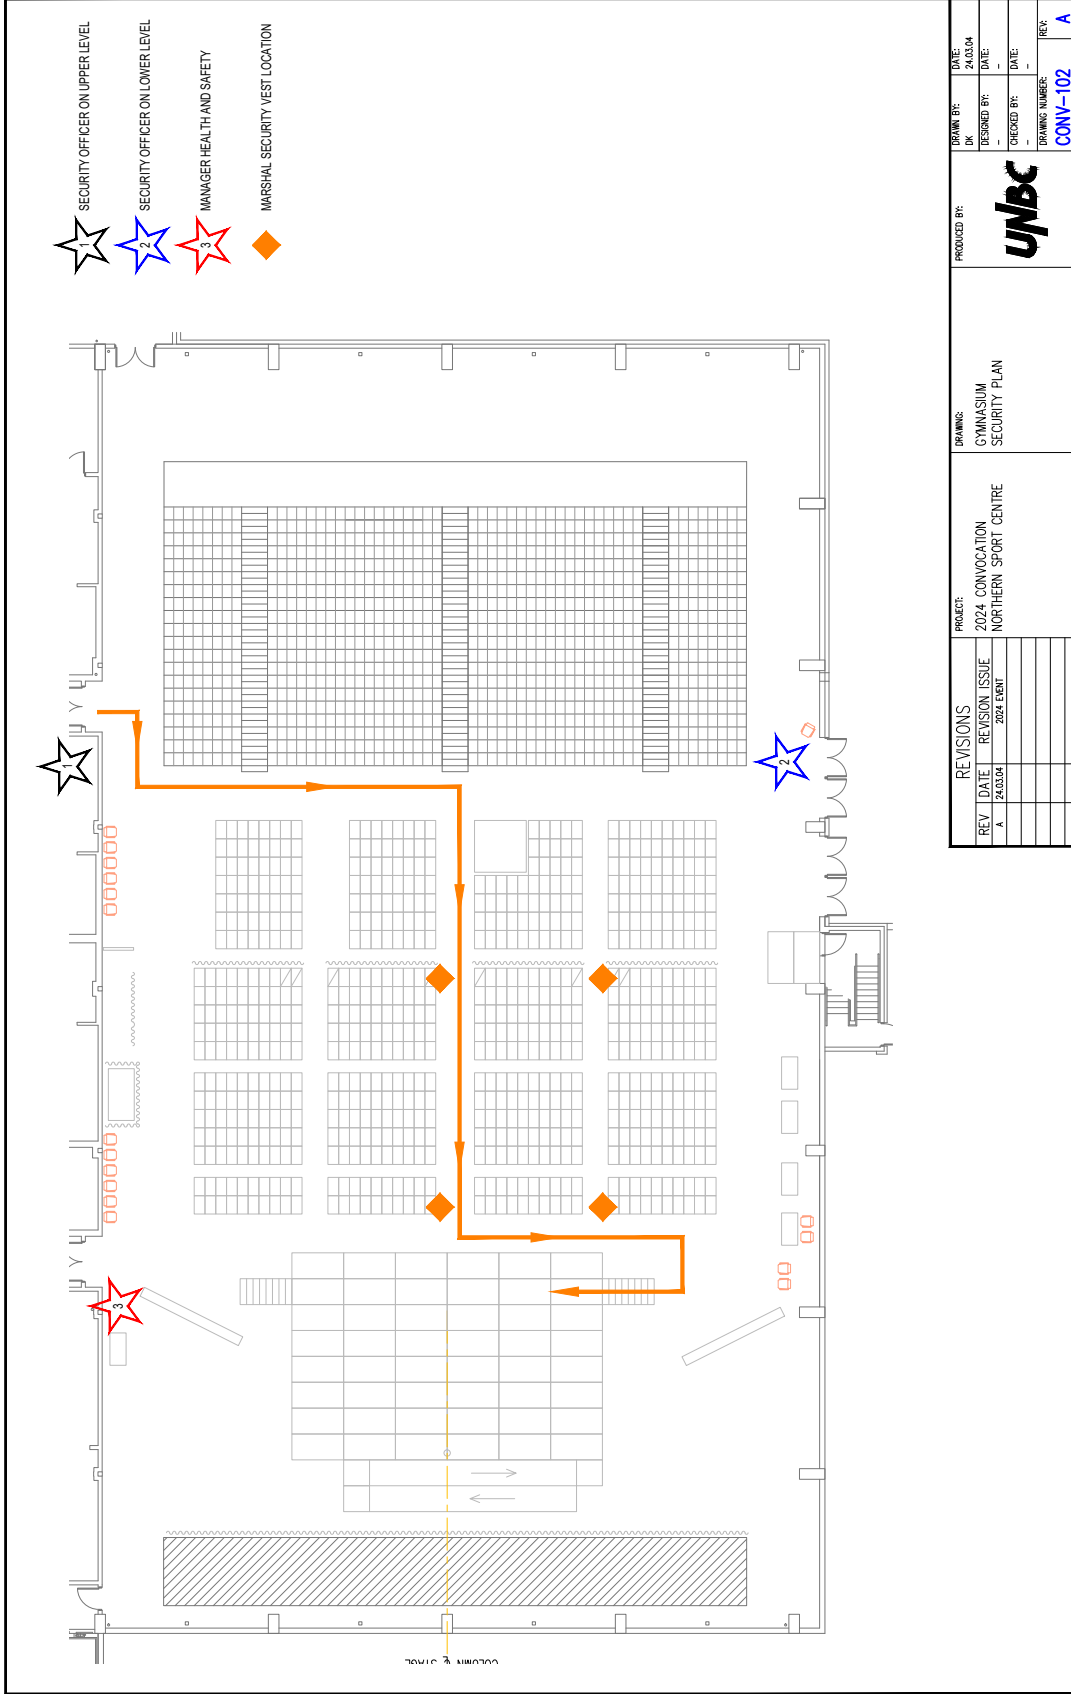 1
SECURITY OFFICER ON UPPER LEVEL
2
SECURITY OFFICER ON LOWER LEVEL
3
MANAGER HEALTH AND SAFETY
MARSHAL SECURITY VEST LOCATION
1
2
3
COLUMN ℄ STAGE
REVISIONS
REV DATE REVISION ISSUE
A 24.03.04 2024 EVENT
PROJECT:
2024 CONVOCATION
NORTHERN SPORT CENTRE
DRAWING:
GYMNASIUM
SECURITY PLAN
PRODUCED BY:
UNBC
DRAWN BY: DATE:
DK 24.03.04
DESIGNED BY: DATE:
- -
CHECKED BY: DATE:
- -
DRAWING NUMBER: REV:
CONV-102 A